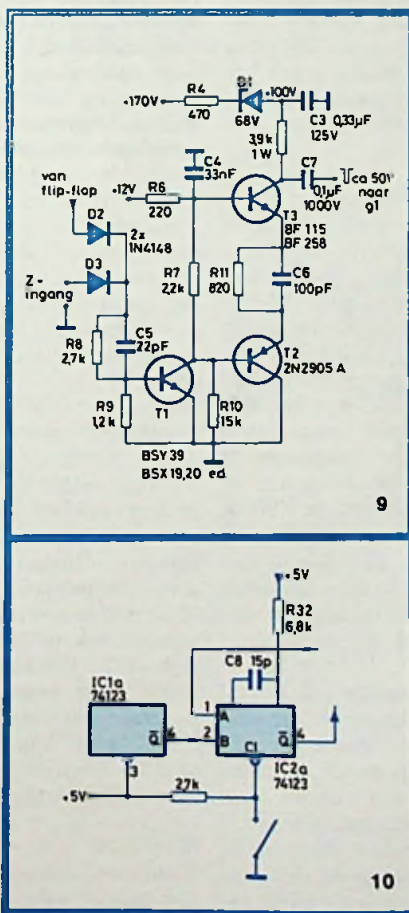 +170V
R4
470
D1
68V
+100V
C3 0,33µF
125V
3,9k
1W
C4
33nF
C7
0,1µF
1000V
ca 50V
naar
g1
van
flip-flop
+12V
R6
220
T3
BF 115
BF 258
D2
2x
1N4148
D3
Z-
ingang
R7
2,2k
R11
820
C6
100pF
C5
22pF
R8
2,7k
T2
2N2905 A
R9
1,2k
T1
R10
15k
BSY 39
BSX 19,20 ed.
9
+5V
R32
6,8k
C8 15p
IC1a
74123
1
A
Q
4
2
B
Q
4
Cl
3
IC2a
74123
+5V
2,7k
10